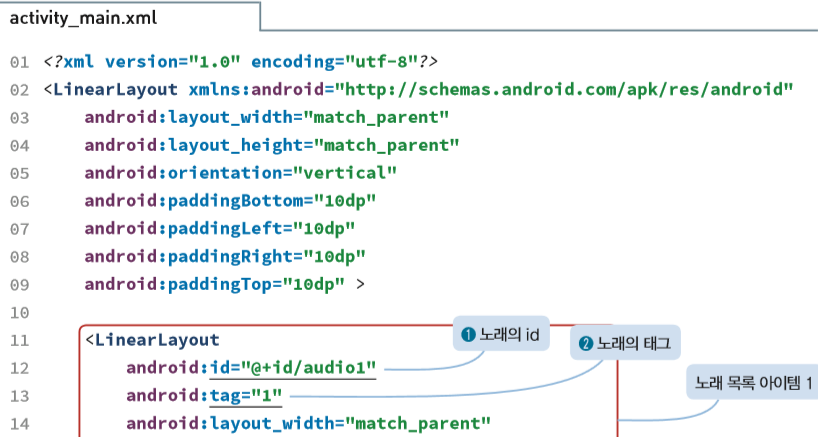 activity_main.xml
01 <?xml version="1.0" encoding="utf-8"?>
02 <LinearLayout xmlns:android="http://schemas.android.com/apk/res/android"
03 android:layout_width="match_parent"
04 android:layout_height="match_parent"
05 android:orientation="vertical"
06 android:paddingBottom="10dp"
07 android:paddingLeft="10dp"
08 android:paddingRight="10dp"
09 android:paddingTop="10dp" >
10
11 <LinearLayout
❶ 노래의 id
❷ 노래의 태그
12 android:id="@+id/audio1"
13 android:tag="1"
노래 목록 아이템 1
14 android:layout_width="match_parent"